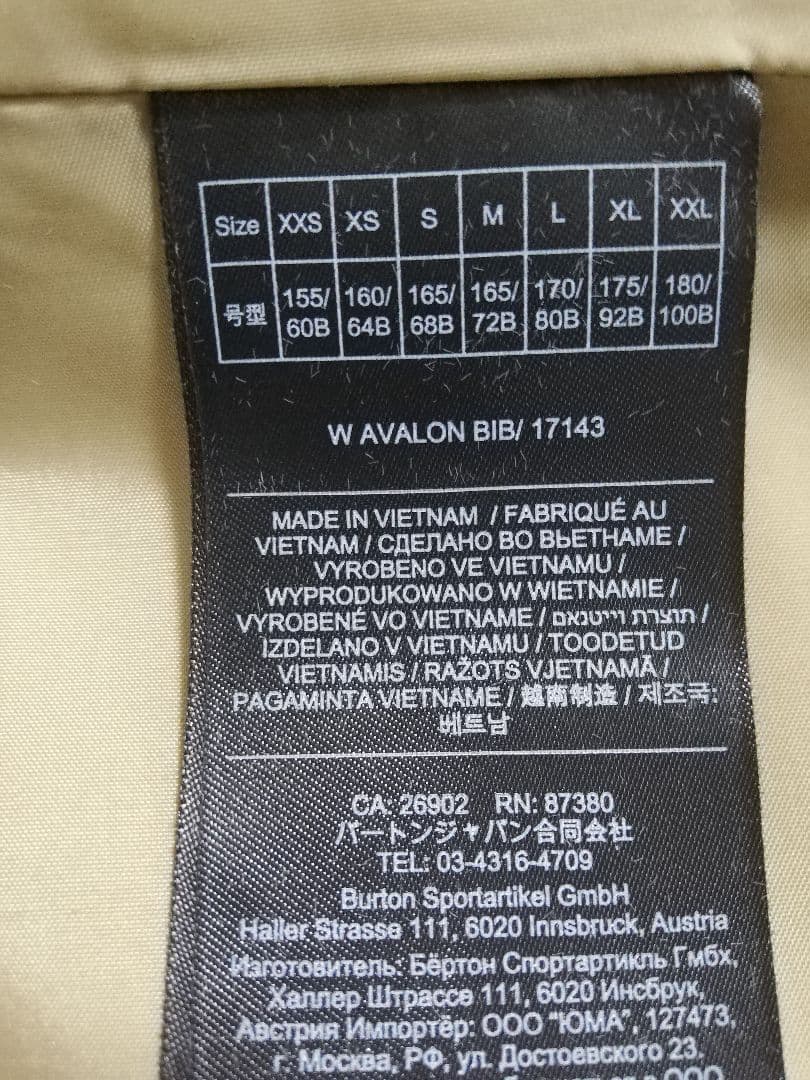 Size XXS XS S M L XL XXL
号型 155/60B 160/64B 165/68B 165/72B 170/80B 175/92B 180/100B
W AVALON BIB/ 17143
MADE IN VIETNAM / FABRIQUÉ AU
VIETNAM / СДЕЛАНО ВО ВЬЕТНАМЕ /
VYROBENO VE VIETNAMU /
WYPRODUKOWANO W WIETNAMIE /
VYROBENÉ VO VIETNAME / תוצרת וייטנאם /
IZDELANO V VIETNAMU / TOODETUD
VIETNAMIS / RAŽOTS VJETNAMĀ /
PAGAMINTA VIETNAME / 越南制造 / 제조국:
베트남
CA: 26902 RN: 87380
バートンジャパン合同会社
TEL: 03-4316-4709
Burton Sportartikel GmbH
Haller Strasse 111, 6020 Innsbruck, Austria
Изготовитель: Бёртон Спортартикль Гмбх,
Халлер Штрассе 111, 6020 Инсбрук,
Австрия Импортёр: ООО "ЮМА", 127473,
г. Москва, РФ, ул. Достоевского 23.